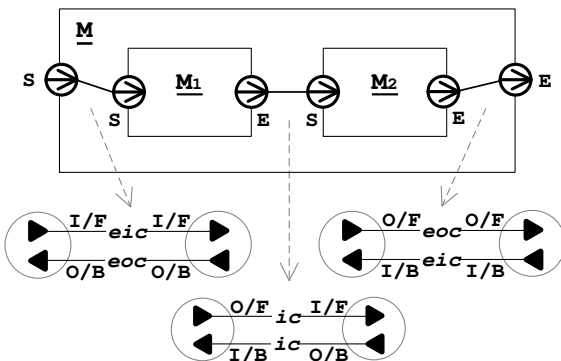 M
S M1 M2 E
S E S E
I/F eic I/F
O/B eoc O/B
O/F eoc O/F
I/B eic I/B
O/F ic I/F
I/B ic O/B